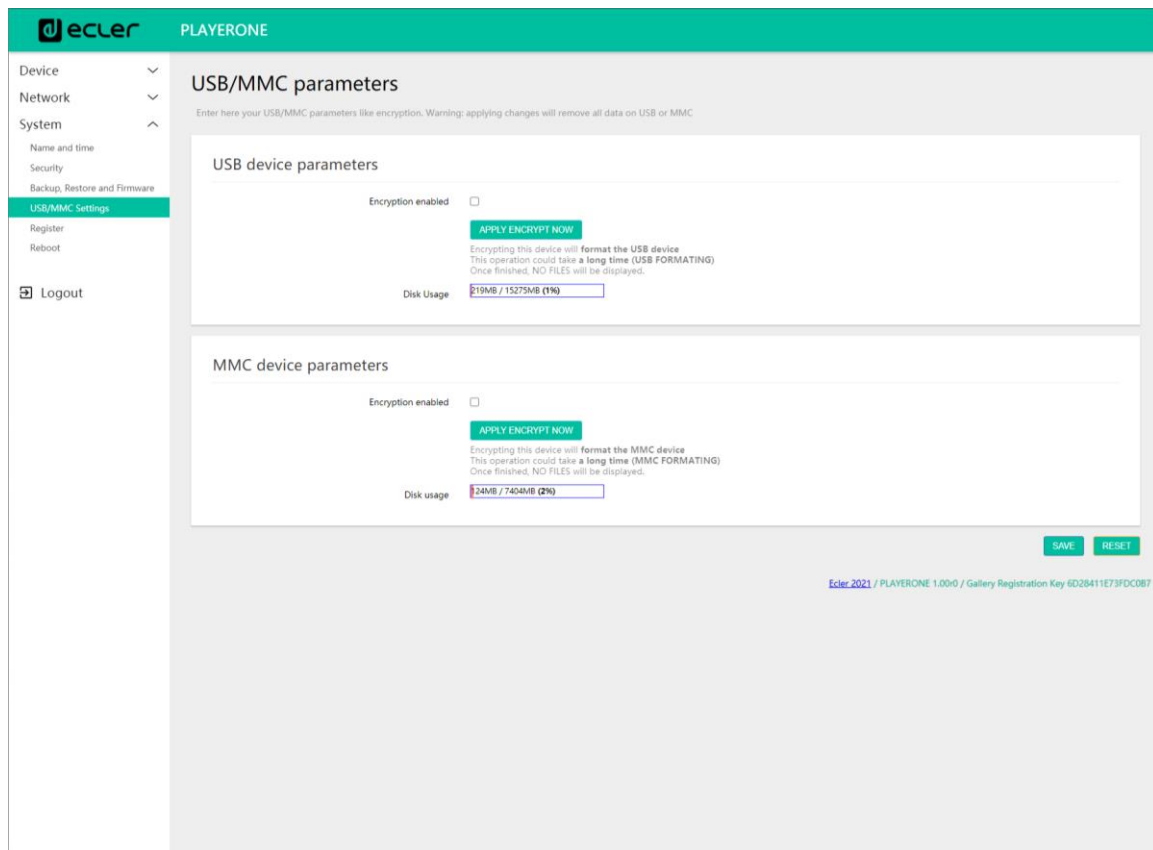 ecler
PLAYERONE
Device
Network
System
Name and time
Security
Backup, Restore and Firmware
USB/MMC Settings
Register
Reboot
Logout
USB/MMC parameters
Enter here your USB/MMC parameters like encryption. Warning: applying changes will remove all data on USB or MMC
USB device parameters
Encryption enabled
APPLY ENCRYPT NOW
Encrypting this device will format the USB device
This operation could take a long time (USB FORMATING)
Once finished, NO FILES will be displayed.
Disk Usage 219MB / 15275MB (1%)
MMC device parameters
Encryption enabled
APPLY ENCRYPT NOW
Encrypting this device will format the MMC device
This operation could take a long time (MMC FORMATING)
Once finished, NO FILES will be displayed.
Disk usage 124MB / 7404MB (2%)
SAVE RESET
Ecler 2021 / PLAYERONE 1.00r0 / Gallery Registration Key 6D28411E73FDC0B7